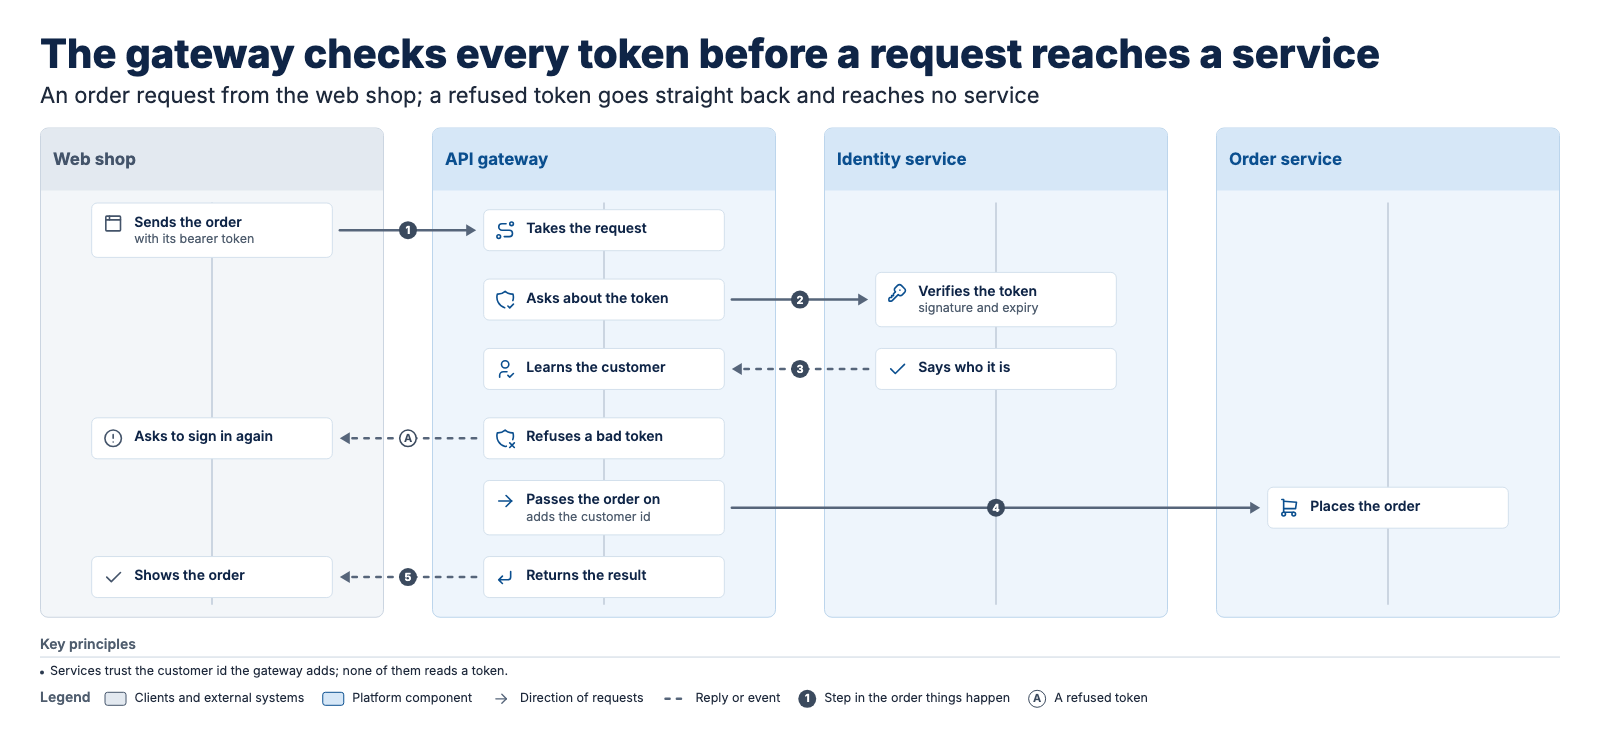 The gateway checks every token before a request reaches a service
An order request from the web shop; a refused token goes straight back and reaches no service
Web shop
API gateway
Identity service
Order service
Sends the order
with its bearer token
1
Takes the request
Asks about the token
2
Verifies the token
signature and expiry
Learns the customer
3
Says who it is
Asks to sign in again
A
Refuses a bad token
Passes the order on
adds the customer id
4
Places the order
Shows the order
5
Returns the result
Key principles
• Services trust the customer id the gateway adds; none of them reads a token.
Legend
Clients and external systems
Platform component
Direction of requests
Reply or event
1 Step in the order things happen
A A refused token